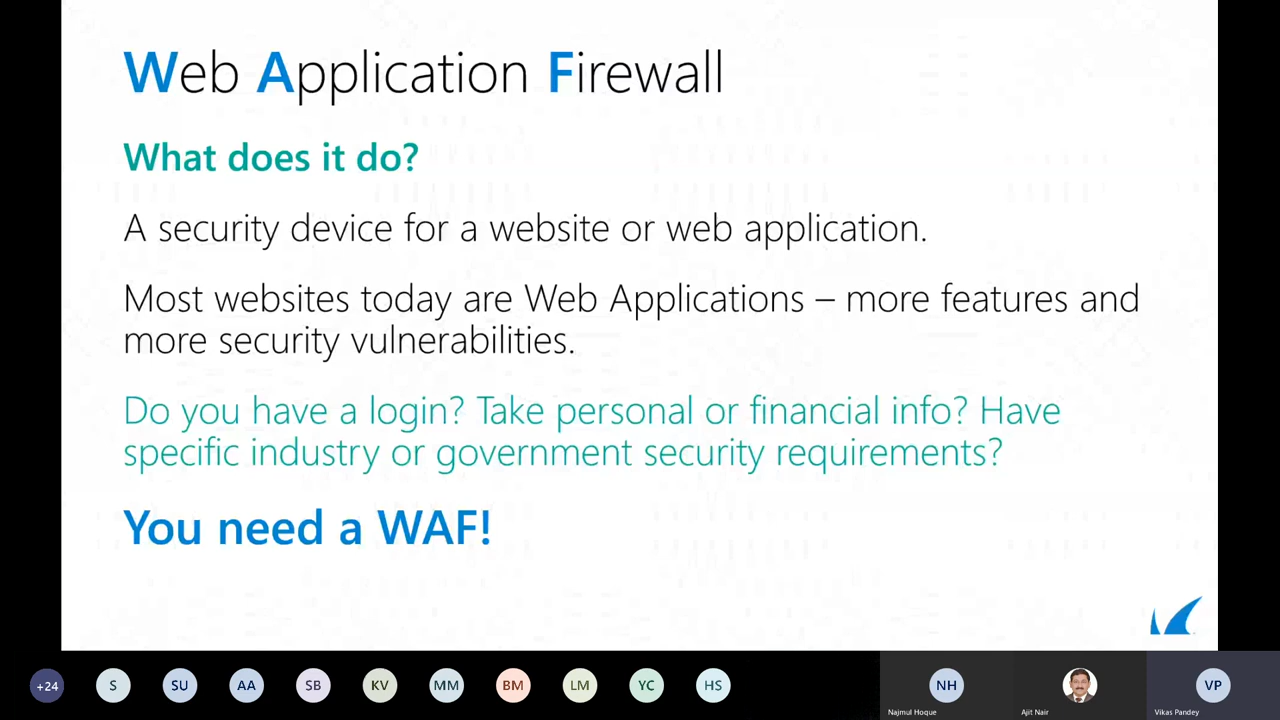 Web Application Firewall
What does it do?
A security device for a website or web application.
Most websites today are Web Applications – more features and
more security vulnerabilities.
Do you have a login? Take personal or financial info? Have
specific industry or government security requirements?
You need a WAF!
+24 S SU AA SB KV MM BM LM YC HS NH VP
Najmul Hoque Ajit Nair Vikas Pandey